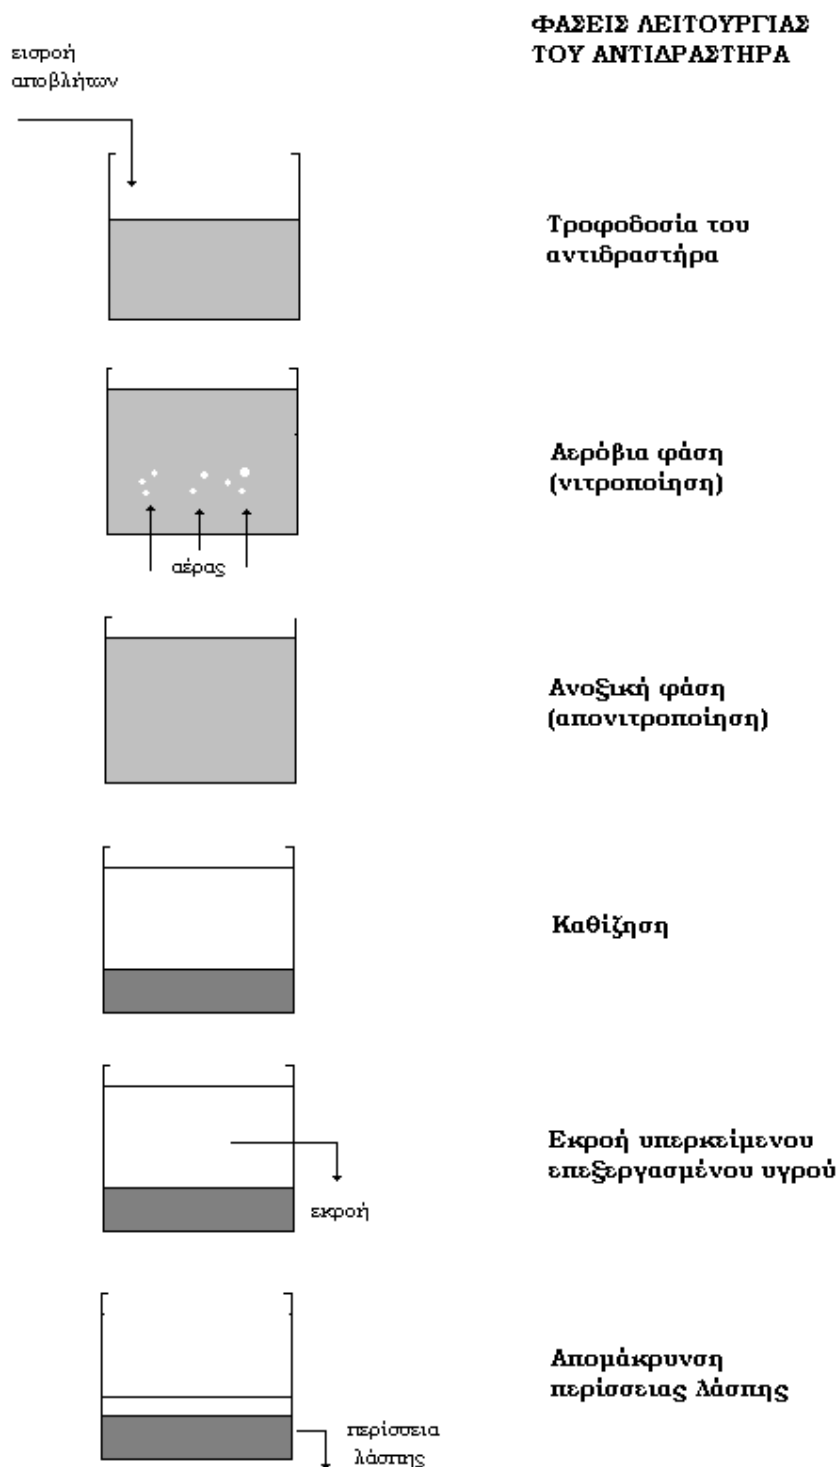 ΦΑΣΕΙΣ ΛΕΙΤΟΥΡΓΙΑΣ
ΤΟΥ ΑΝΤΙΔΡΑΣΤΗΡΑ
εισροή
αποβλήτων
Τροφοδοσία του
αντιδραστήρα
Αερόβια φάση
(νιτροποίηση)
αέρας
Ανοξική φάση
(απονιτροποίηση)
Καθίζηση
Εκροή υπερκείμενου
επεξεργασμένου υγρού
εκροή
Απομάκρυνση
περίσσειας λάσπης
περίσσεια
λάσπης